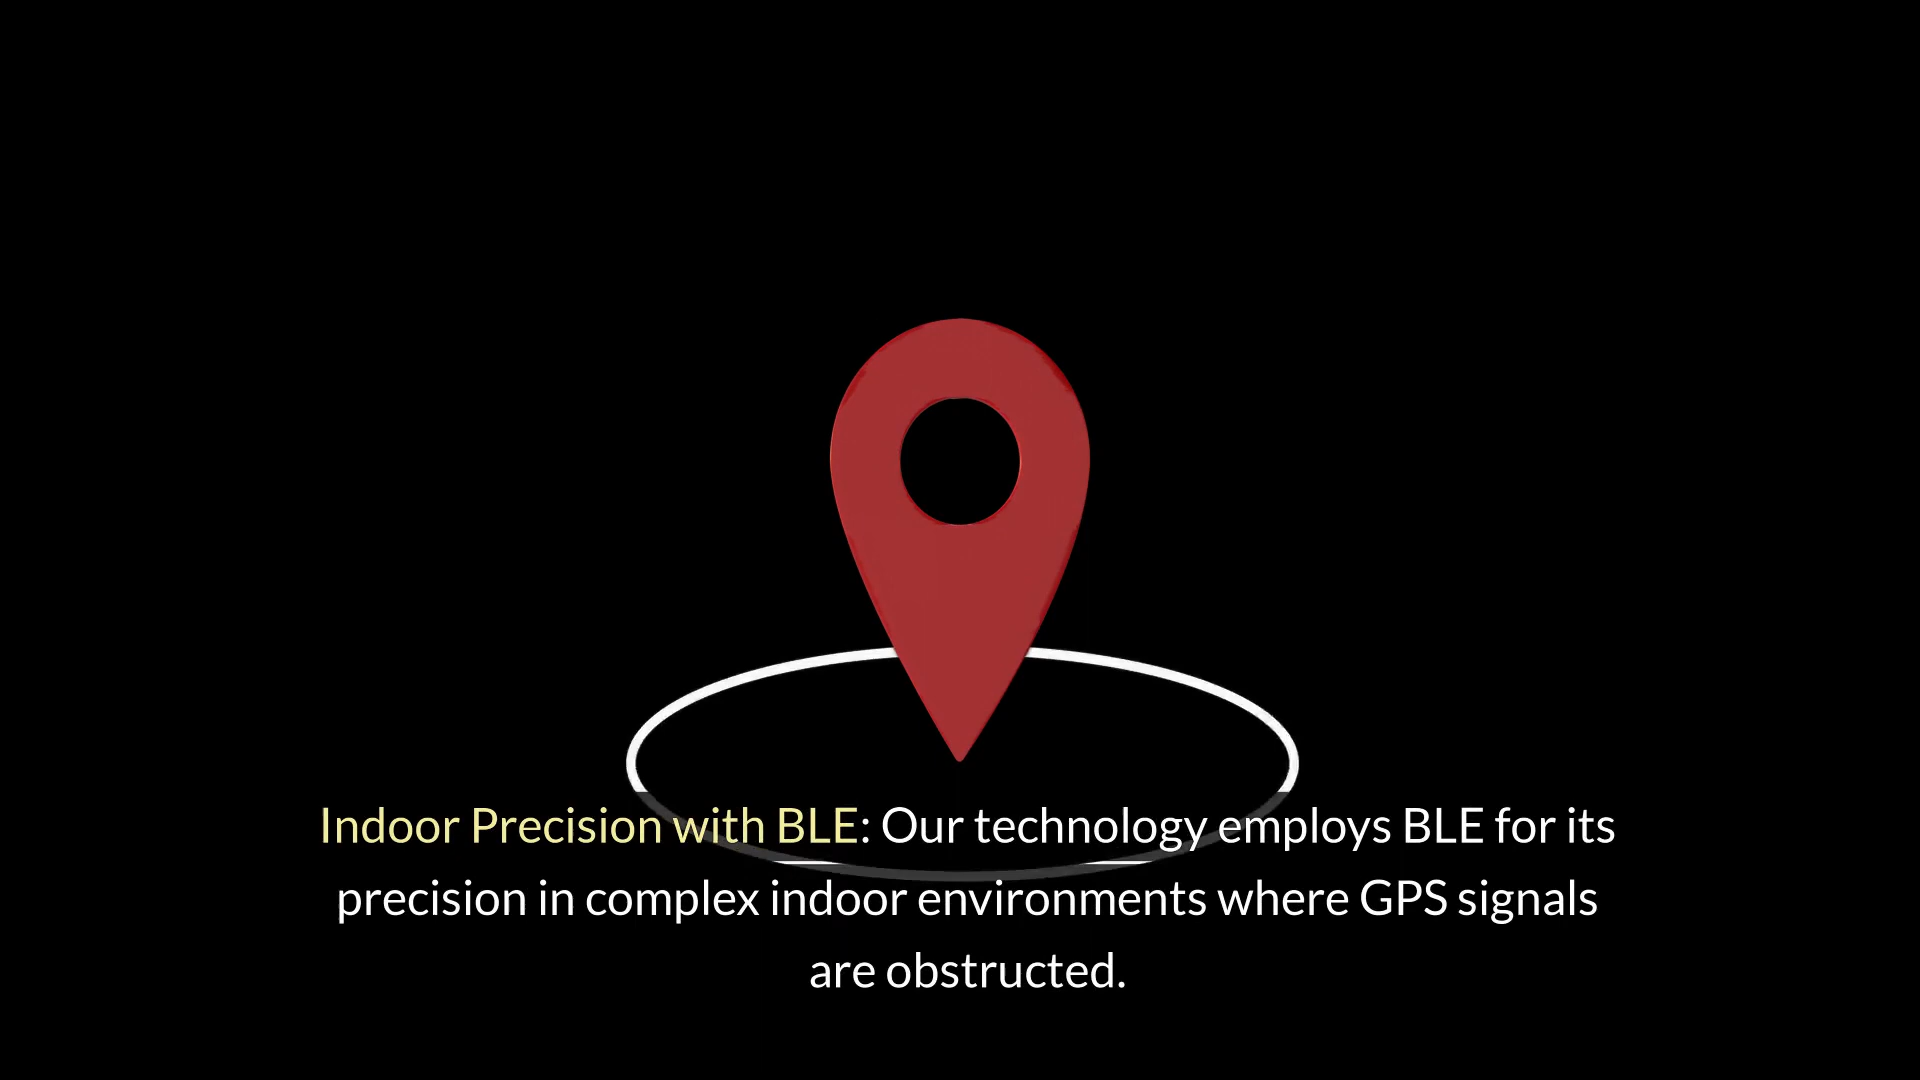 Indoor Precision with BLE: Our technology employs BLE for its
precision in complex indoor environments where GPS signals
are obstructed.